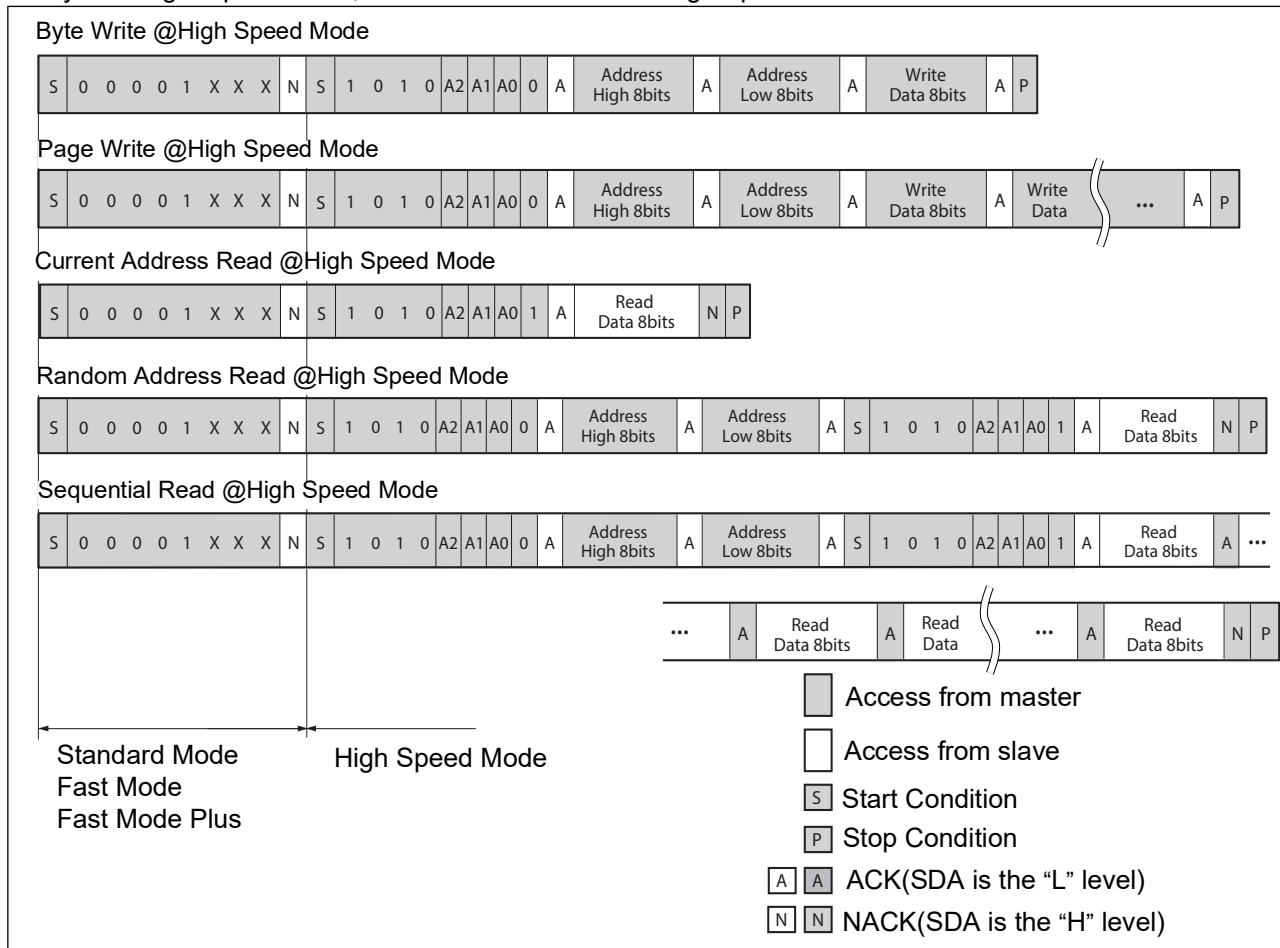 Byte Write @High Speed Mode
S 0 0 0 0 1 X X X N S 1 0 1 0 A2 A1 A0 0 A Address High 8bits A Address Low 8bits A Write Data 8bits A P
Page Write @High Speed Mode
S 0 0 0 0 1 X X X N S 1 0 1 0 A2 A1 A0 0 A Address High 8bits A Address Low 8bits A Write Data 8bits A Write Data ... A P
Current Address Read @High Speed Mode
S 0 0 0 0 1 X X X N S 1 0 1 0 A2 A1 A0 1 A Read Data 8bits N P
Random Address Read @High Speed Mode
S 0 0 0 0 1 X X X N S 1 0 1 0 A2 A1 A0 0 A Address High 8bits A Address Low 8bits A S 1 0 1 0 A2 A1 A0 1 A Read Data 8bits N P
Sequential Read @High Speed Mode
S 0 0 0 0 1 X X X N S 1 0 1 0 A2 A1 A0 0 A Address High 8bits A Address Low 8bits A S 1 0 1 0 A2 A1 A0 1 A Read Data 8bits A ...
... A Read Data 8bits A Read Data ... A Read Data 8bits N P
Standard Mode
Fast Mode
Fast Mode Plus
High Speed Mode
Access from master
Access from slave
S Start Condition
P Stop Condition
A A ACK(SDA is the “L” level)
N N NACK(SDA is the “H” level)